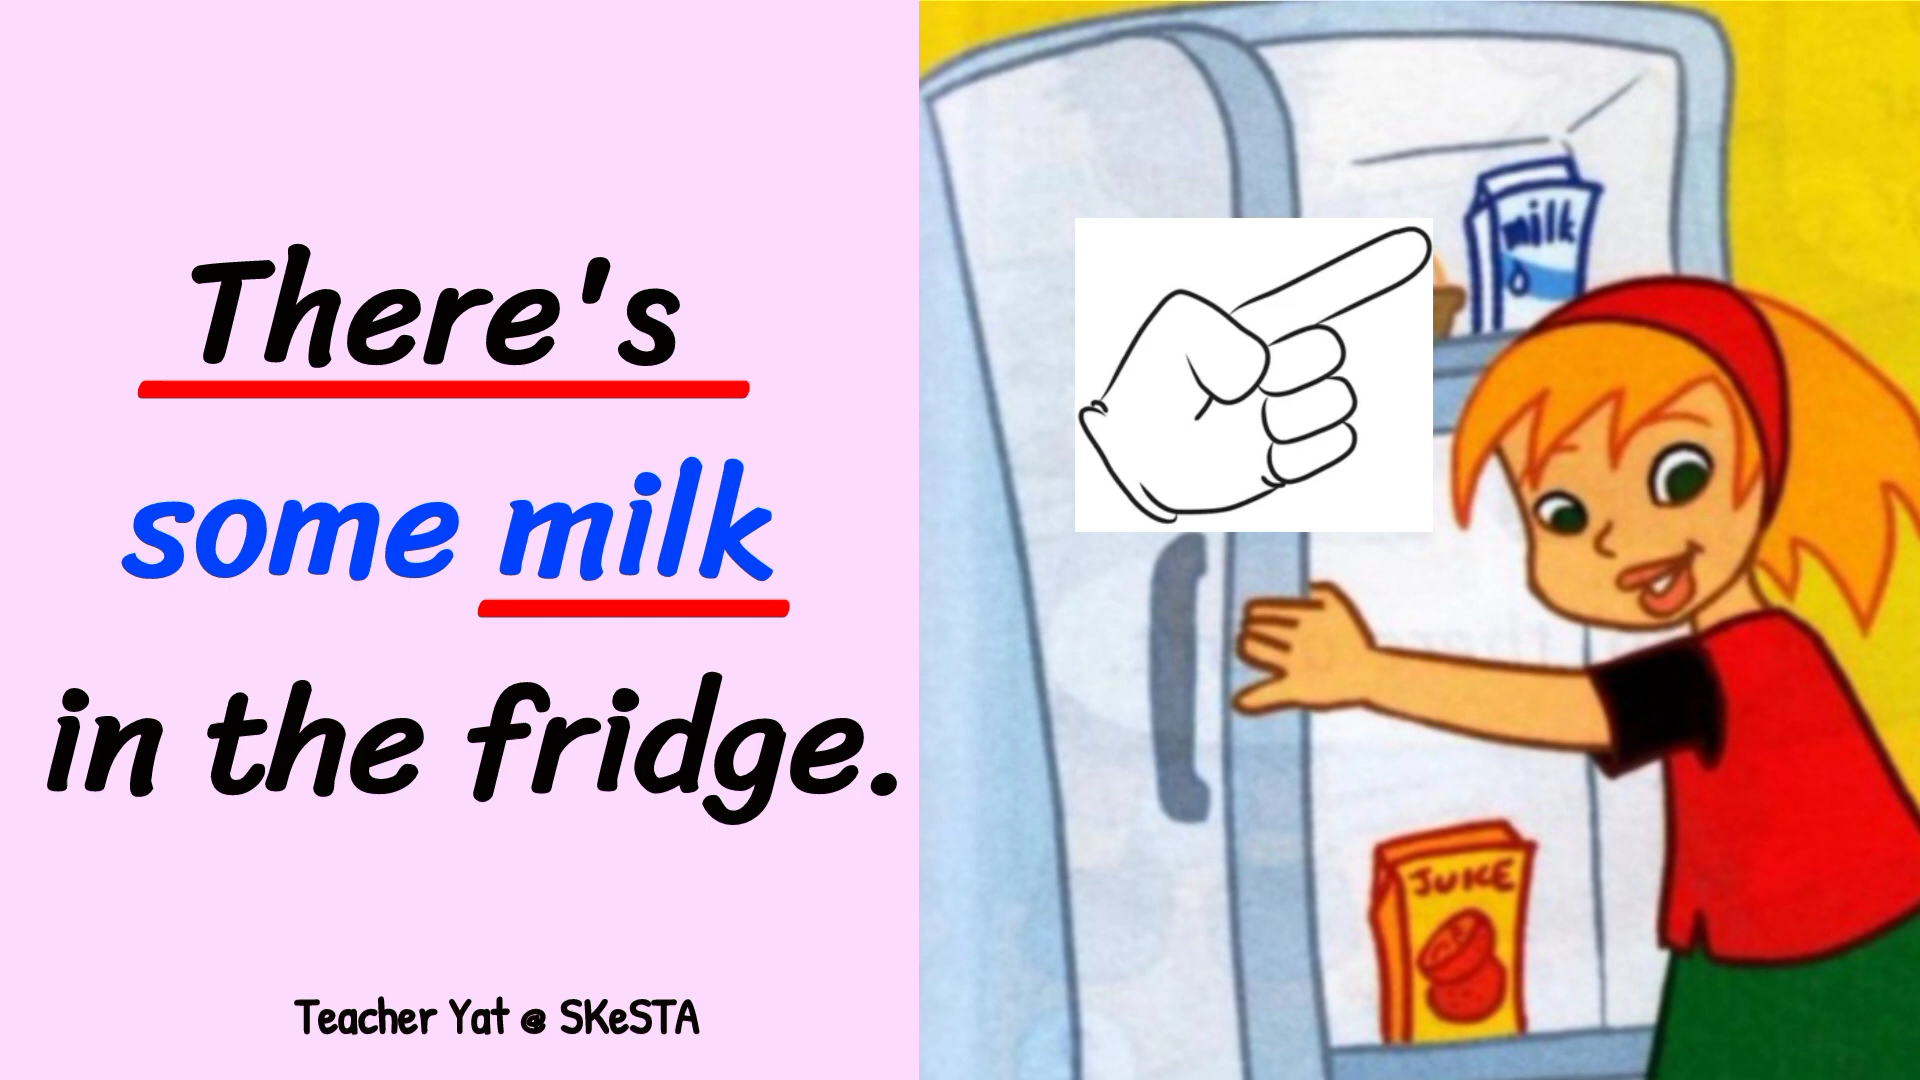 There's
some milk
in the fridge.
Teacher Yat @ SKeSTA
milk
JUICE